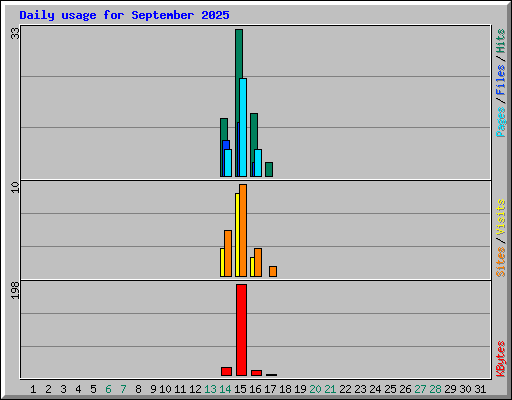 Daily usage for September 2025
33
Pages/Files/Hits
10
Sites/Visits
198
KBytes
1 2 3 4 5 6 7 8 9 10 11 12 13 14 15 16 17 18 19 20 21 22 23 24 25 26 27 28 29 30 31